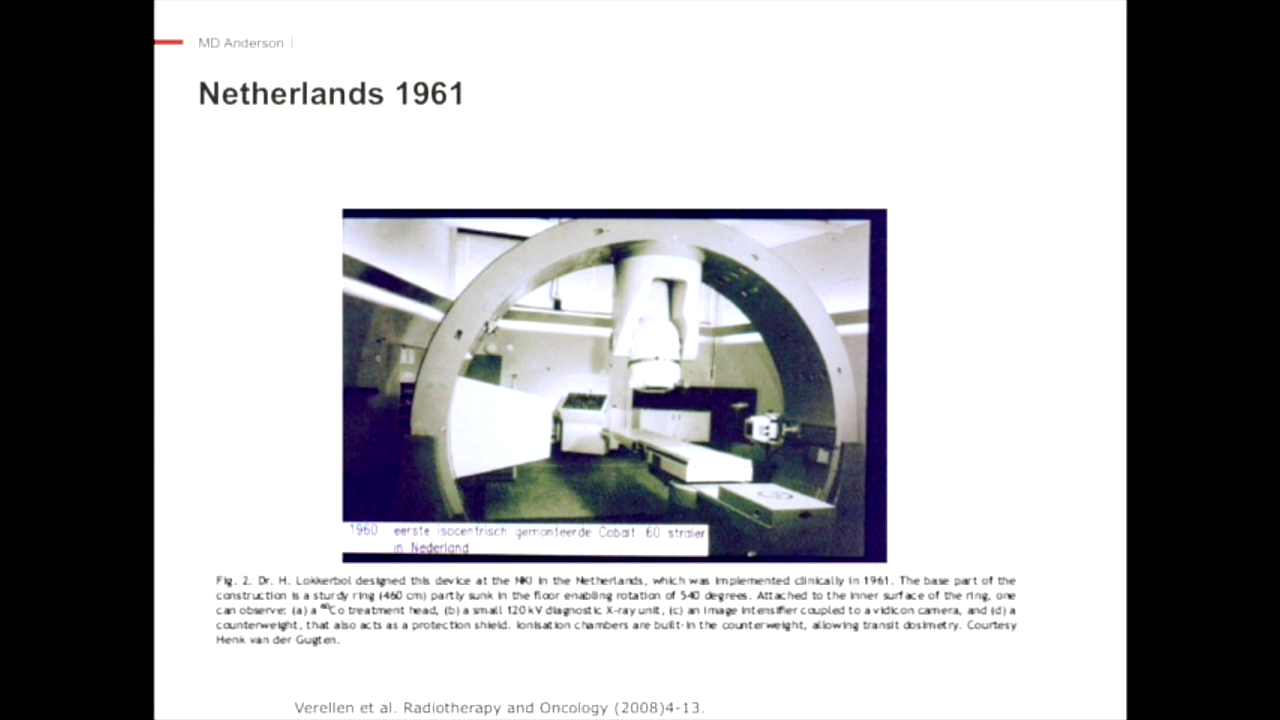 MD Anderson
Netherlands 1961
1960 eerste isocentrisch gemonteerde Cobalt 60 straler
in Nederland
Fig. 2. Dr. H. Lokkerbol designed this device at the NKI in the Netherlands, which was implemented clinically in 1961. The base part of the
construction is a sturdy ring (460 cm) partly sunk in the floor enabling rotation of 540 degrees. Attached to the inner surface of the ring, one
can observe: (a) a ⁶⁰Co treatment head, (b) a small 120 kV diagnostic X-ray unit, (c) an image intensifier coupled to a vidicon camera, and (d) a
counterweight, that also acts as a protection shield. Ionisation chambers are built-in the counterweight, allowing transit dosimetry. Courtesy
Henk van der Gugten.
Verellen et al. Radiotherapy and Oncology (2008)4-13.